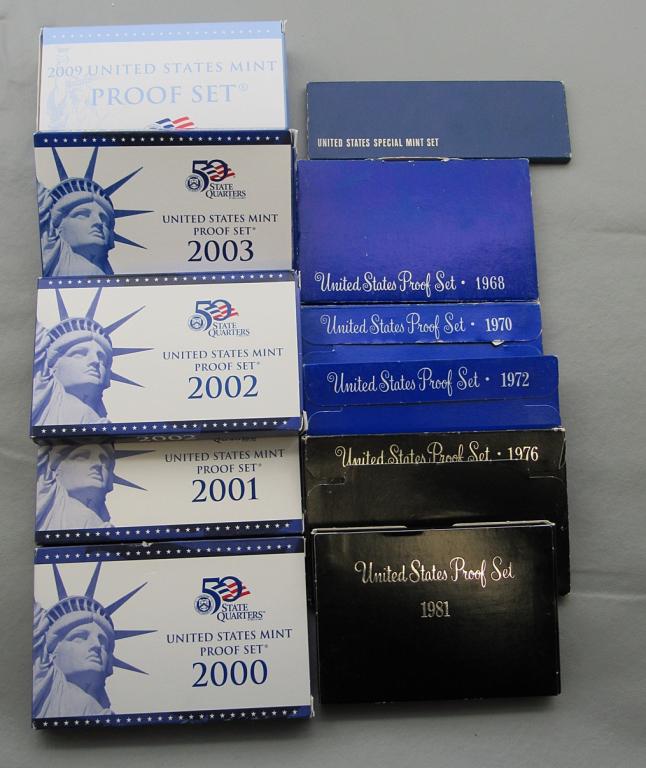 2009 UNITED STATES MINT
PROOF SET®
50
STATE
QUARTERS
UNITED STATES MINT
PROOF SET®
2003
50
STATE
QUARTERS
UNITED STATES MINT
PROOF SET®
2002
2002
UNITED STATES MINT
PROOF SET®
2001
50
STATE
QUARTERS™
UNITED STATES MINT
PROOF SET®
2000
UNITED STATES SPECIAL MINT SET
United States Proof Set · 1968
United States Proof Set · 1970
United States Proof Set · 1972
United States Proof Set · 1976
United States Proof Set
1981